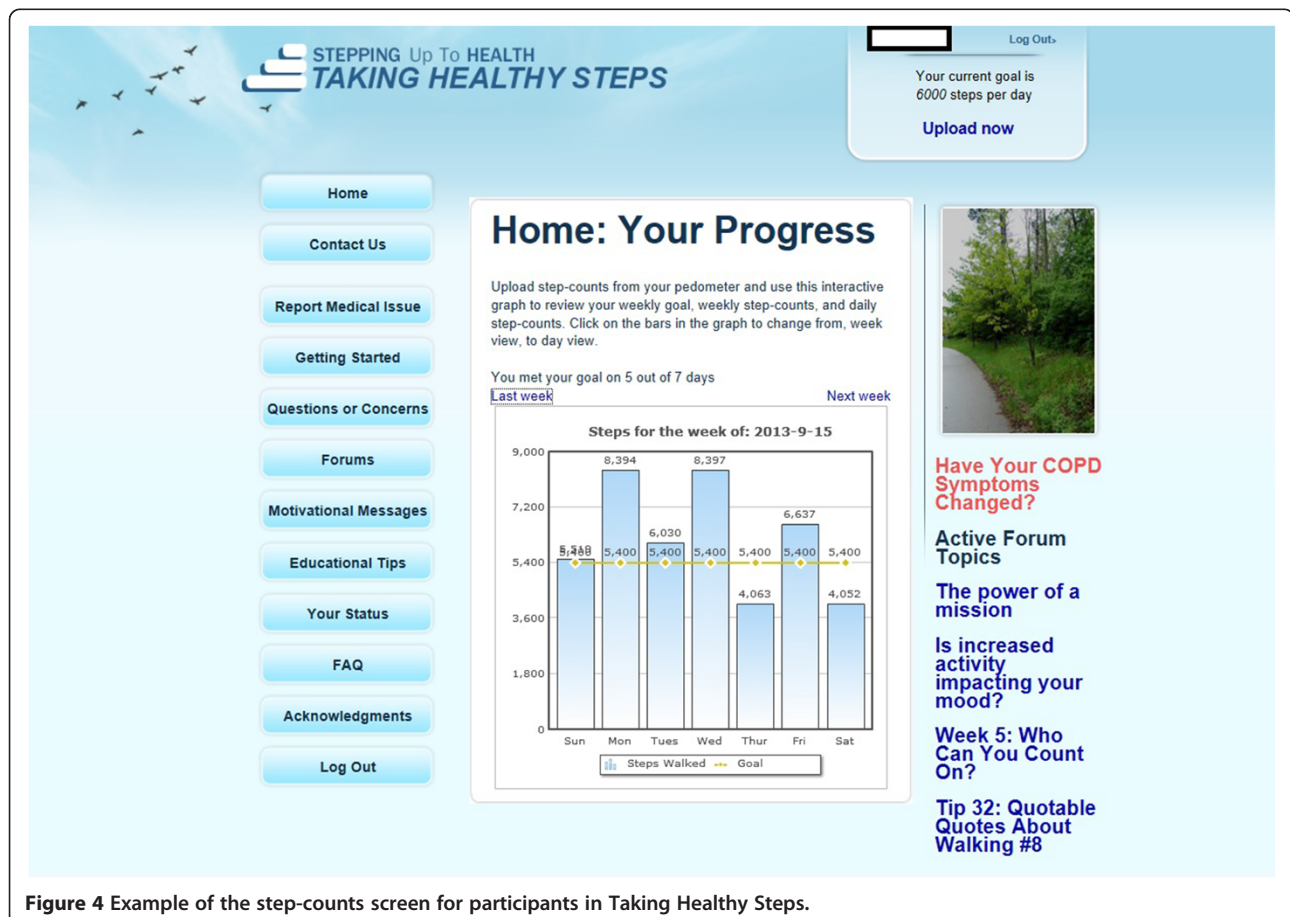 STEPPING Up To HEALTH
TAKING HEALTHY STEPS
Log Out>
Your current goal is
6000 steps per day
Upload now
Home
Contact Us
Report Medical Issue
Getting Started
Questions or Concerns
Forums
Motivational Messages
Educational Tips
Your Status
FAQ
Acknowledgments
Log Out
Home: Your Progress
Upload step-counts from your pedometer and use this interactive
graph to review your weekly goal, weekly step-counts, and daily
step-counts. Click on the bars in the graph to change from, week
view, to day view.
You met your goal on 5 out of 7 days
Last week Next week
Steps for the week of: 2013-9-15
9,000
7,200
5,400
3,600
1,800
0
8,394 8,397
6,637
6,030
5,400 5,400 5,400 5,400 5,400 5,400 5,400
4,063 4,052
Sun Mon Tues Wed Thur Fri Sat
Steps Walked Goal
Have Your COPD
Symptoms
Changed?
Active Forum
Topics
The power of a
mission
Is increased
activity
impacting your
mood?
Week 5: Who
Can You Count
On?
Tip 32: Quotable
Quotes About
Walking #8
Figure 4 Example of the step-counts screen for participants in Taking Healthy Steps.